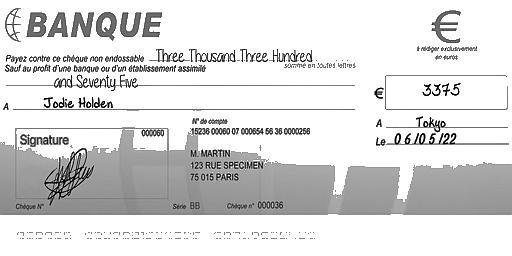 BANQUE
€
à rédiger exclusivement
en euros
Payez contre ce chèque non endossable Three Thousand Three Hundred
Sauf au profit d'une banque ou d'un établissement assimilé
somme en toutes lettres
and Seventy Five
€ 3375
A Jodie Holden
A Tokyo
Le 06/05/22
Signature
000060
N° de compte
15236 00060 07 000654 56 36 0000256
M. MARTIN
123 RUE SPECIMEN
75 015 PARIS
Chèque N°
Série BB
Chèque n° 000036